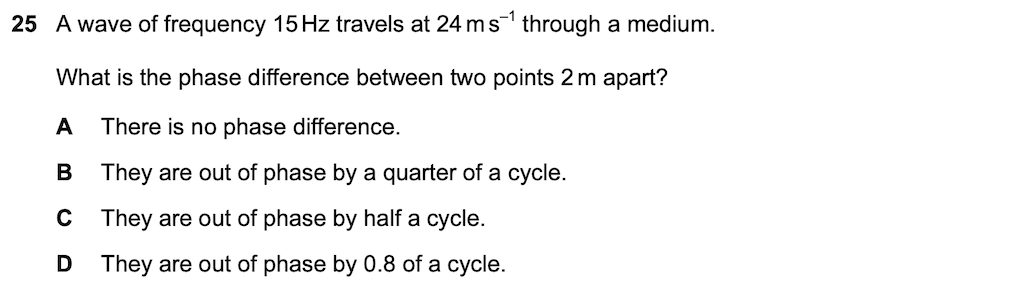 25 A wave of frequency 15 Hz travels at 24 m s⁻¹ through a medium.
What is the phase difference between two points 2 m apart?
A There is no phase difference.
B They are out of phase by a quarter of a cycle.
C They are out of phase by half a cycle.
D They are out of phase by 0.8 of a cycle.